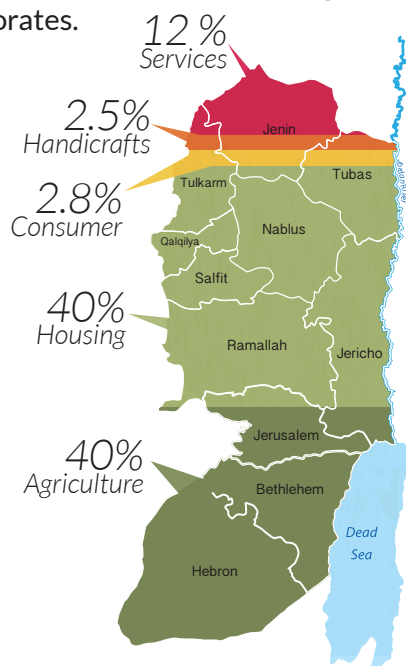 orates.
12 %
Services
2.5%
Handicrafts
2.8%
Consumer
40%
Housing
40%
Agriculture
Jenin
Tulkarm
Tubas
Nablus
Qalqilya
Salfit
Ramallah
Jericho
Jerusalem
Bethlehem
Hebron
Dead
Sea